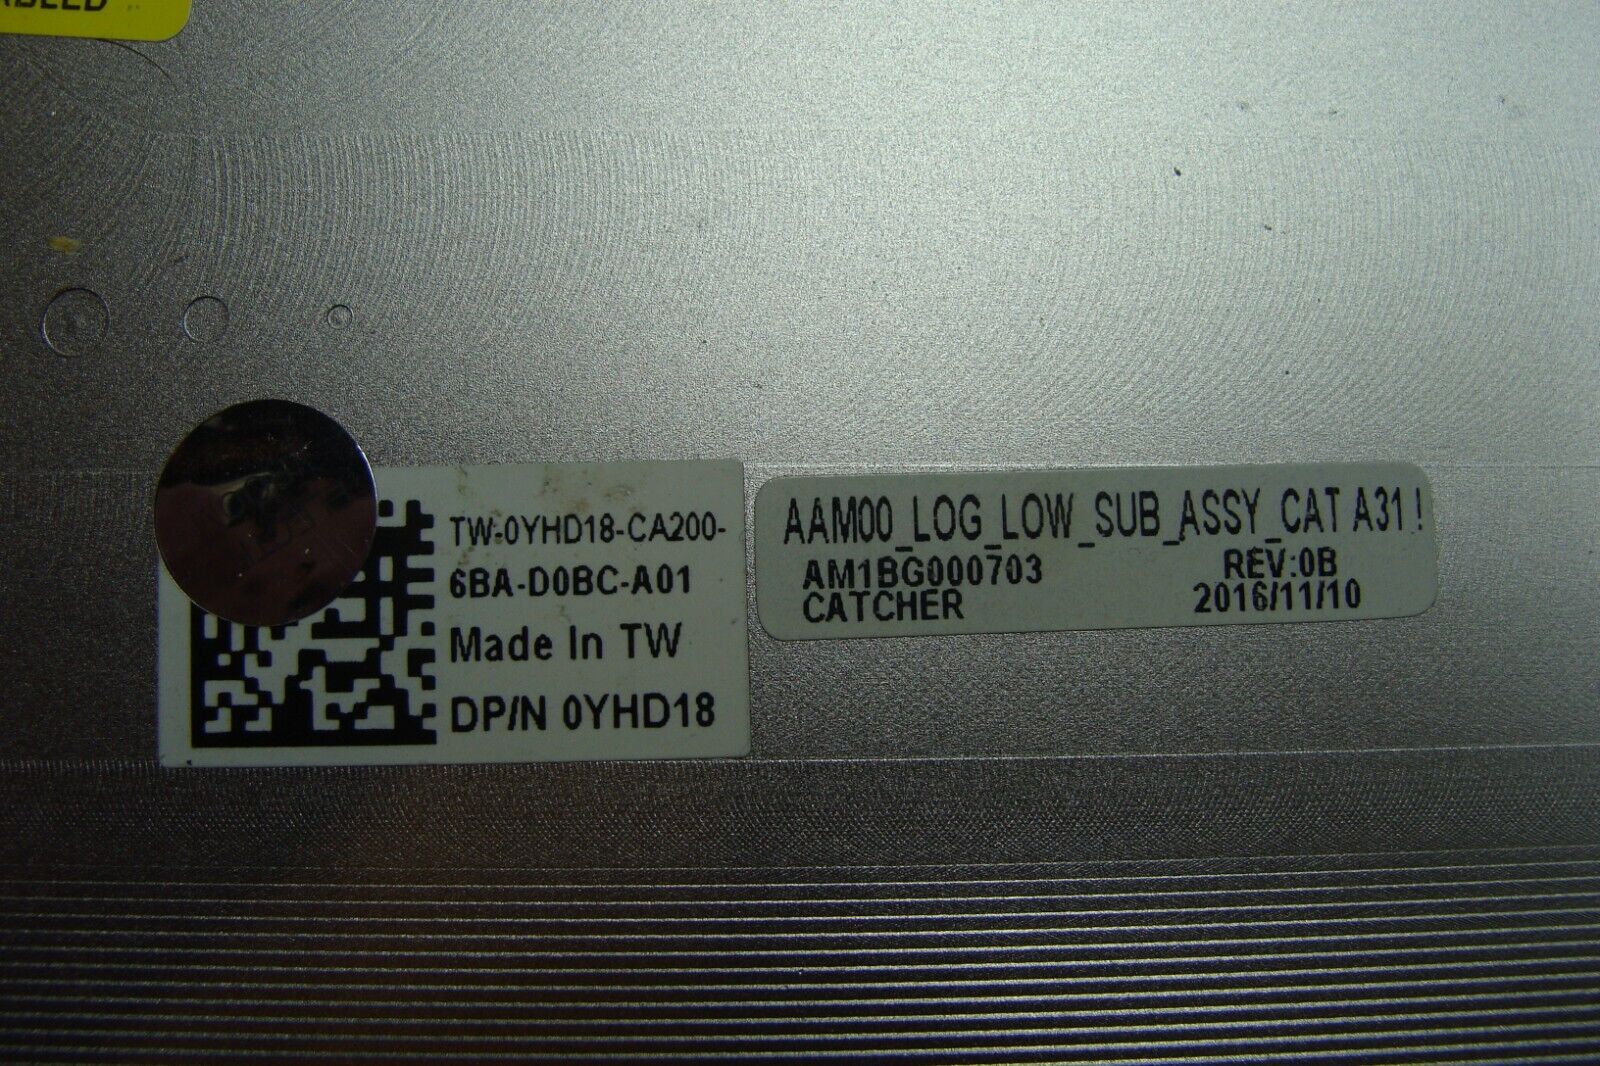 TW-0YHD18-CA200-
6BA-D0BC-A01
Made In TW
DP/N 0YHD18
AAM00_LOG_LOW_SUB_ASSY_CAT A31 !
AM1BG000703 REV:0B
CATCHER 2016/11/10